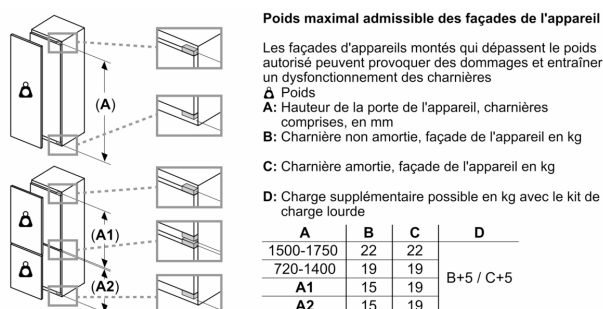 Poids maximal admissible des façades de l'appareil
Les façades d'appareils montés qui dépassent le poids
autorisé peuvent provoquer des dommages et entraîner
un dysfonctionnement des charnières
Poids
A: Hauteur de la porte de l'appareil, charnières
comprises, en mm
B: Charnière non amortie, façade de l'appareil en kg
C: Charnière amortie, façade de l'appareil en kg
D: Charge supplémentaire possible en kg avec le kit de
charge lourde
A B C D
1500-1750 22 22
720-1400 19 19
B+5 / C+5
A1 15 19
A2 15 19
(A)
(A1)
(A2)